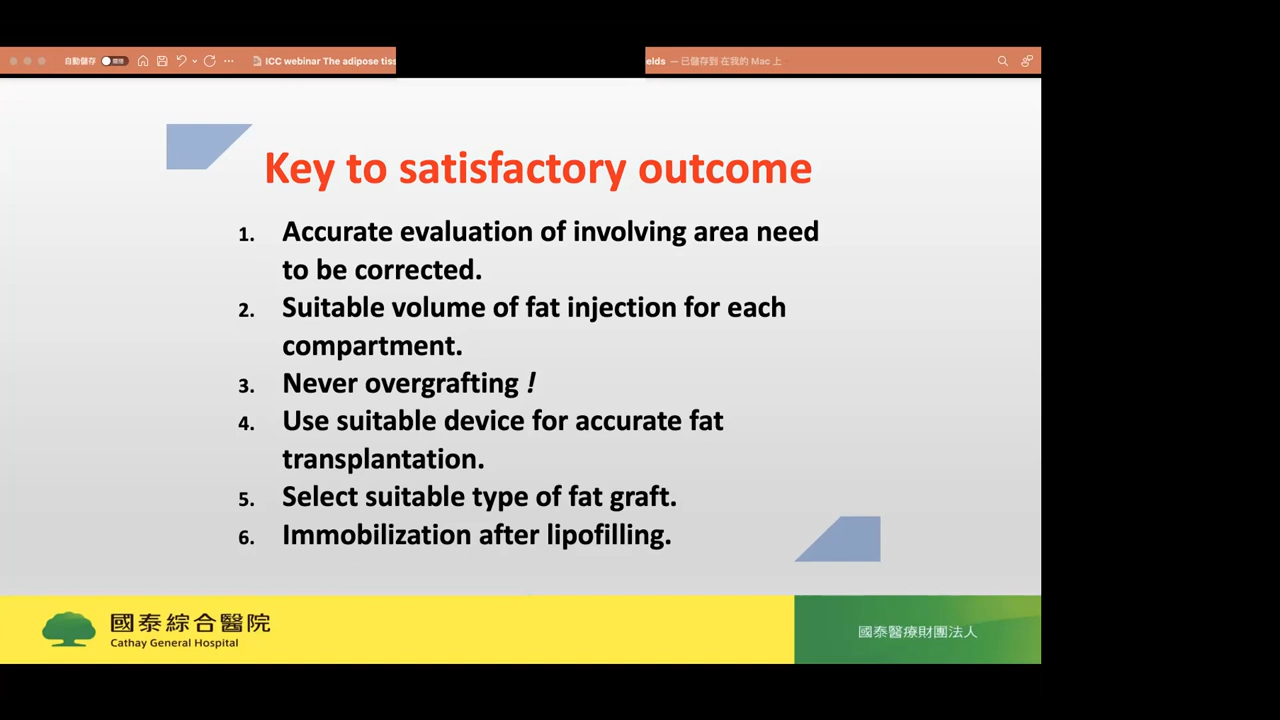 自動儲存
ICC webinar The adipose tiss
elds — 已儲存到 在我的 Mac 上
Key to satisfactory outcome
1. Accurate evaluation of involving area need
to be corrected.
2. Suitable volume of fat injection for each
compartment.
3. Never overgrafting !
4. Use suitable device for accurate fat
transplantation.
5. Select suitable type of fat graft.
6. Immobilization after lipofilling.
國泰綜合醫院
Cathay General Hospital
國泰醫療財團法人